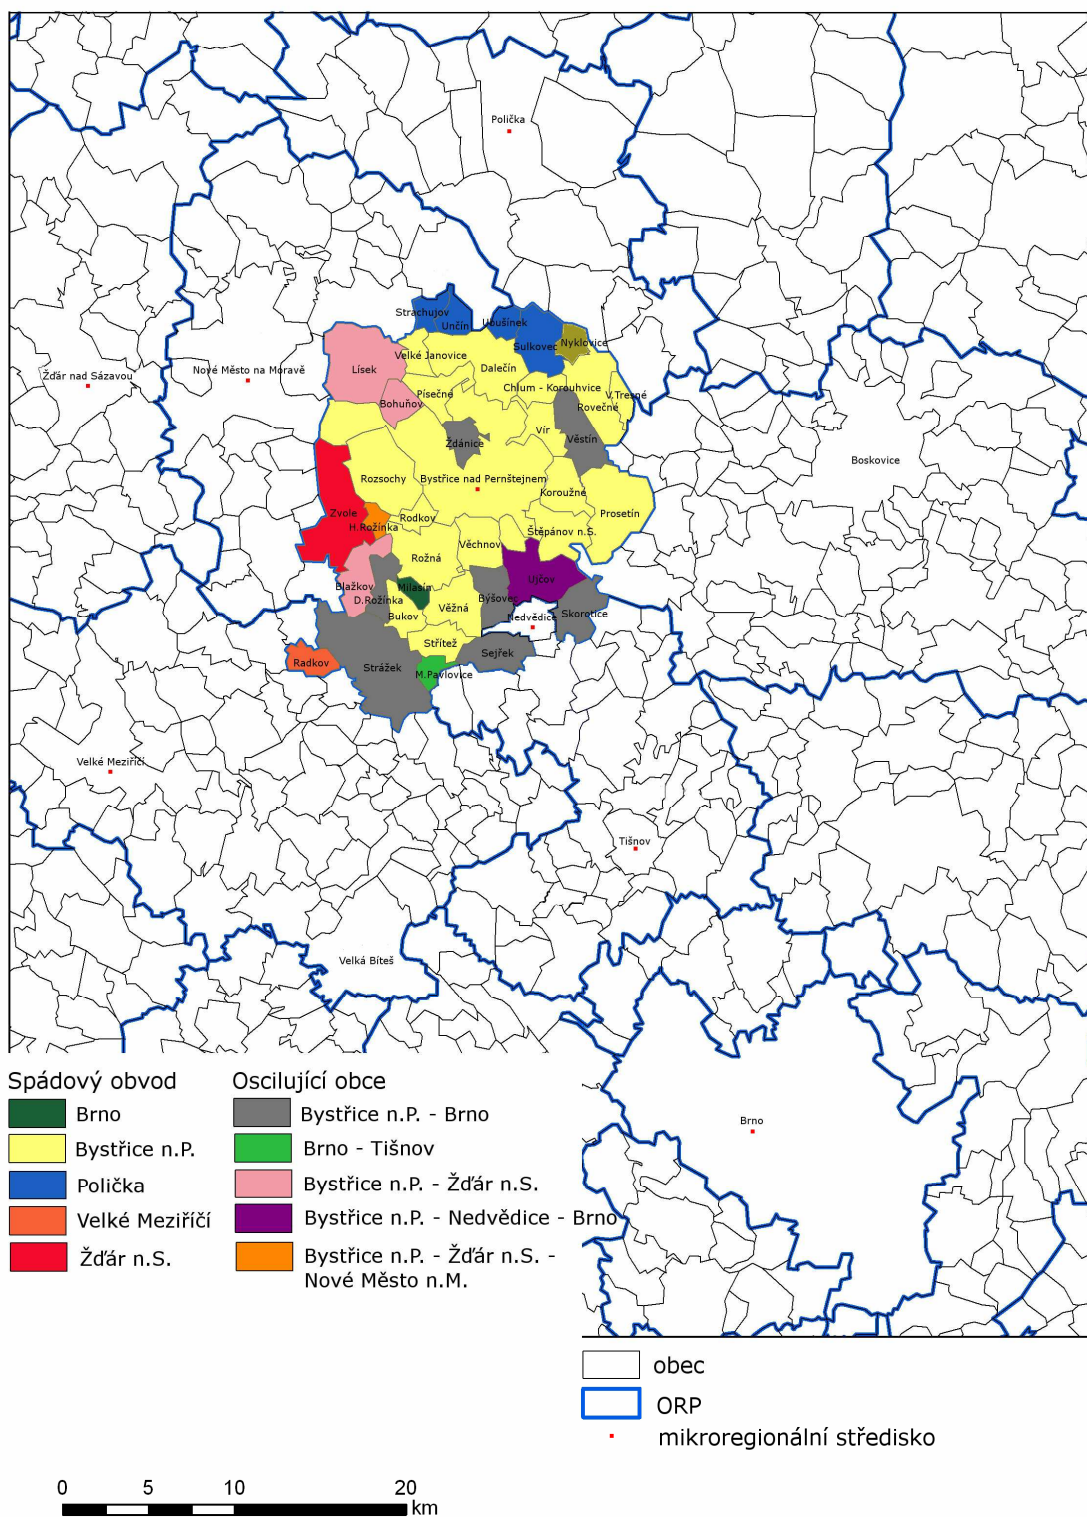 Polička
Strachujov
Unčín
Ubušínek
Sulkovec
Nyklovice
Velké Janovice
Lísek
Dalečín
Žďár nad Sázavou
Nové Město na Moravě
Písečné
Chlum - Korouhvice
V.Tresné
Bohuňov
Rovečné
Vír
Ždánice
Věstín
Boskovice
Rozsochy
Bystřice nad Pernštejnem
Koroužné
Zvole
Prosetín
Rodkov
H.Rožínka
Štěpánov n.S.
Věchnov
Rožná
Ujčov
Blažkov
Milasín
D.Rožínka
Býšovec
Věžná
Skorotice
Bukov
Nedvědice
Střítež
Sejřek
Radkov
Strážek
M.Pavlovice
Velké Meziříčí
Tišnov
Velká Bíteš
Brno
Spádový obvod
Brno
Bystřice n.P.
Polička
Velké Meziříčí
Žďár n.S.
Oscilující obce
Bystřice n.P. - Brno
Brno - Tišnov
Bystřice n.P. - Žďár n.S.
Bystřice n.P. - Nedvědice - Brno
Bystřice n.P. - Žďár n.S. -
Nové Město n.M.
obec
ORP
mikroregionální středisko
0 5 10 20
km